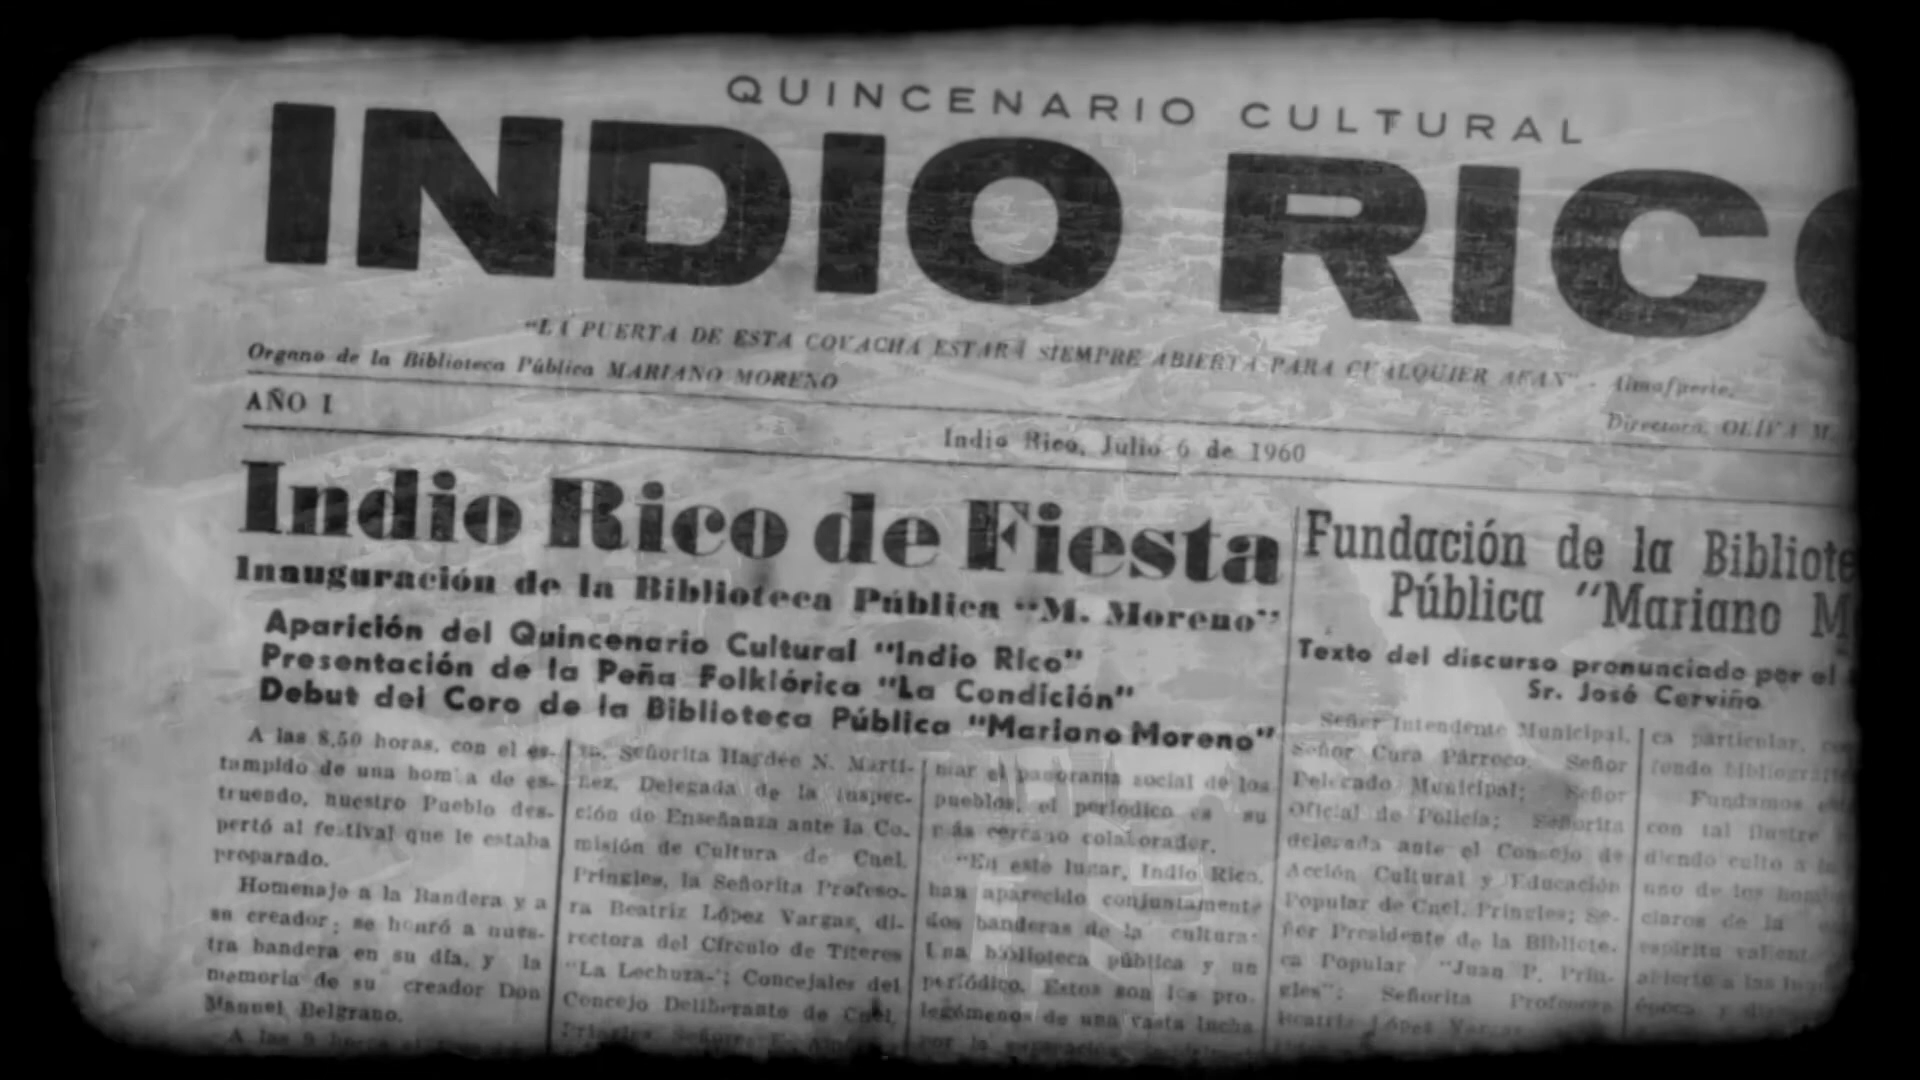 QUINCENARIO CULTURAL
INDIO RICO
"LA PUERTA DE ESTA COVACHA ESTARA SIEMPRE ABIERTA PARA CUALQUIER AFAN" - Almafuerte.
Organo de la Biblioteca Pública MARIANO MORENO
Directora: OLIVA M.
AÑO I
Indio Rico, Julio 6 de 1960
Indio Rico de Fiesta
Inauguración de la Biblioteca Pública "M. Moreno"
Aparición del Quincenario Cultural "Indio Rico"
Presentación de la Peña Folklórica "La Condición"
Debut del Coro de la Biblioteca Pública "Mariano Moreno"
A las 8,50 horas, con el es-
tampido de una bomba de es-
truendo, nuestro Pueblo des-
pertó al festival que le estaba
preparado.
Homenaje a la Bandera y a
su creador; se honró a nues-
tra bandera en su día, y la
memoria de su creador Don
Manuel Belgrano.
A las 9
Señorita Haydée N. Martí-
nez, Delegada de la Inspec-
ción de Enseñanza ante la Co-
misión de Cultura de Cnel.
Pringles, la Señorita Profeso-
ra Beatriz López Vargas, di-
rectora del Círculo de Títeres
"La Lechuza"; Concejales del
Concejo Deliberante de Cnel.
Pringles Señores
mar el panorama social de los
pueblos, el periódico es su
más cercano colaborador.
"En este lugar, Indio Rico,
han aparecido conjuntamente
dos banderas de la cultura:
Una biblioteca pública y un
periódico. Estos son los pro-
legómenos de una vasta lucha
por la
Fundación de la Bibliote
Pública "Mariano M
Texto del discurso pronunciado por el
Sr. José Cerviño
Señor Intendente Municipal,
Señor Cura Párroco, Señor
Delegado Municipal; Señor
Oficial de Policía; Señorita
delegada ante el Consejo de
Acción Cultural y Educación
Popular de Cnel. Pringles; Se-
ñor Presidente de la Bibliote-
ca Popular "Juan P. Prin-
gles"; Señorita Profesora
Beatriz López Vargas
ca particular,
fondo
Fundamos
con tal ilustre
diendo culto a
uno de los
claros de la
espíritu
abierto a las
época y